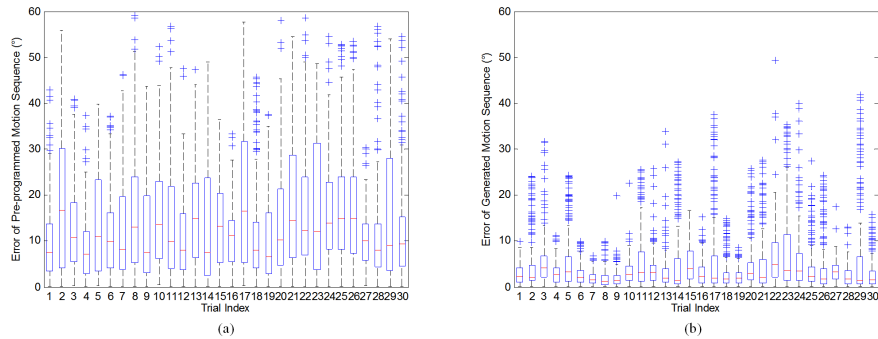 60
50
40
30
20
10
0
Error of Pre-programmed Motion Sequence (°)
1 2 3 4 5 6 7 8 9 10 11 12 13 14 15 16 17 18 19 20 21 22 23 24 25 26 27 28 29 30
Trial Index
(a)
60
50
40
30
20
10
0
Error of Generated Motion Sequence (°)
1 2 3 4 5 6 7 8 9 10 11 12 13 14 15 16 17 18 19 20 21 22 23 24 25 26 27 28 29 30
Trial Index
(b)